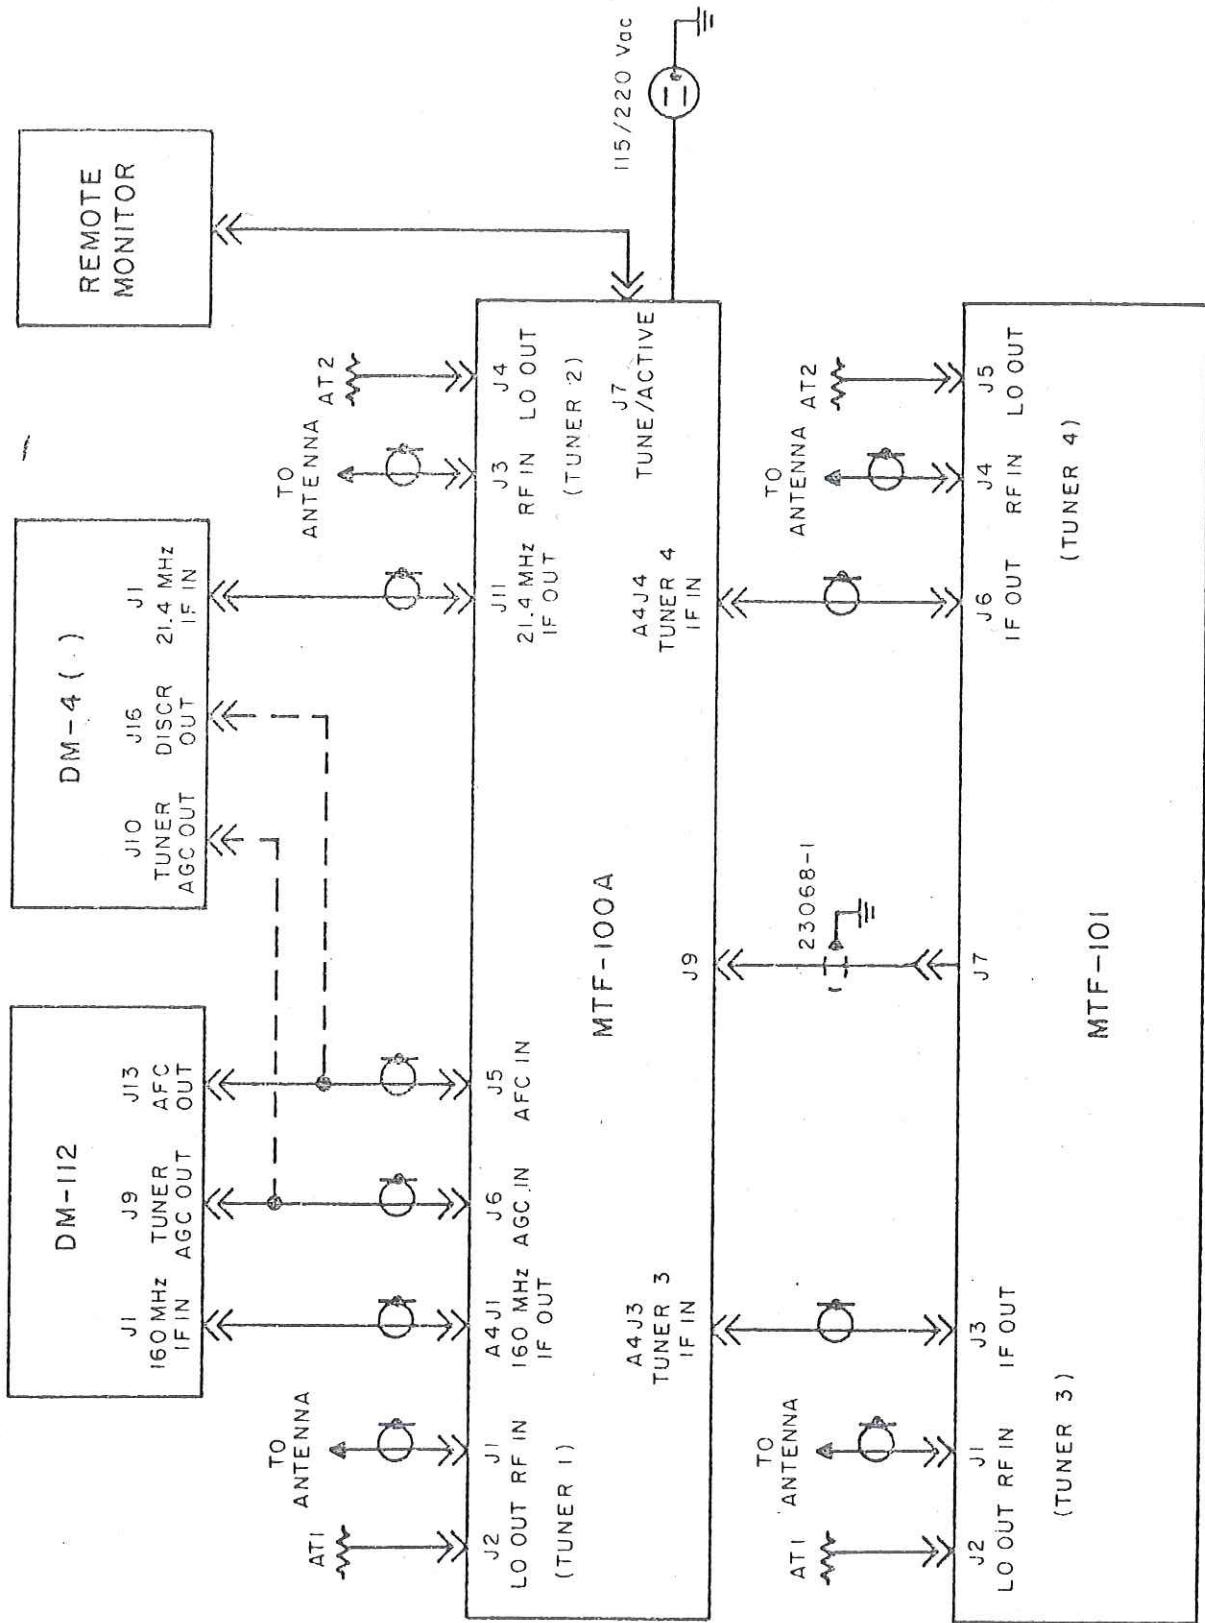 DM-112
J1
160 MHz
IF IN
J9
TUNER
AGC OUT
J13
AFC
OUT
DM-4 ( )
J10
TUNER
AGC OUT
J16
DISCR
OUT
J1
21.4 MHz
IF IN
REMOTE
MONITOR
AT1
TO
ANTENNA
TO
ANTENNA
AT2
115/220 Vac
J2
LO OUT
J1
RF IN
(TUNER 1)
A4J1
160 MHz
IF OUT
J6
AGC IN
J5
AFC IN
J11
21.4 MHz
IF OUT
J3
RF IN
J4
LO OUT
(TUNER 2)
J7
TUNE/ACTIVE
MTF-100A
A4J3
TUNER 3
IF IN
J9
A4J4
TUNER 4
IF IN
AT1
TO
ANTENNA
23068-1
TO
ANTENNA
AT2
J2
LO OUT
J1
RF IN
(TUNER 3)
J3
IF OUT
J7
J6
IF OUT
J4
RF IN
J5
LO OUT
(TUNER 4)
MTF-101